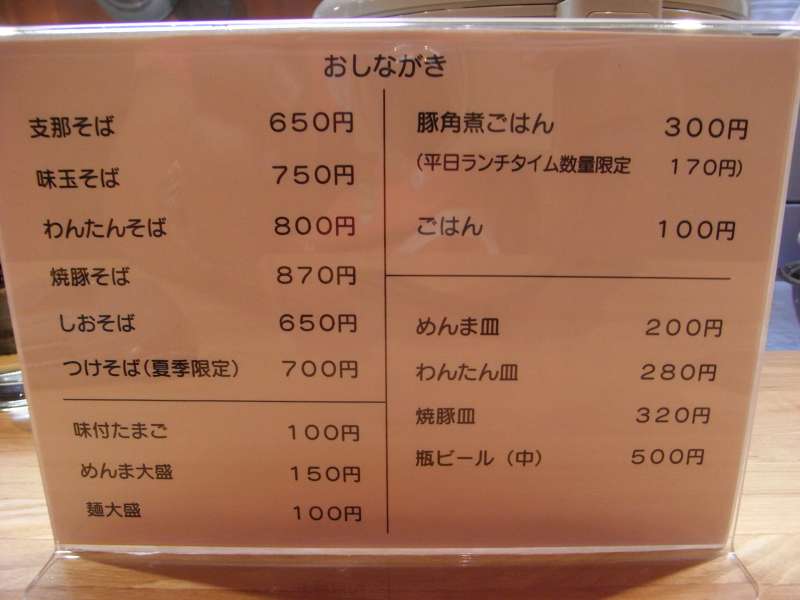 おしながき
支那そば 650円
味玉そば 750円
わんたんそば 800円
焼豚そば 870円
しおそば 650円
つけそば(夏季限定) 700円
味付たまご 100円
めんま大盛 150円
麺大盛 100円
豚角煮ごはん 300円
(平日ランチタイム数量限定 170円)
ごはん 100円
めんま皿 200円
わんたん皿 280円
焼豚皿 320円
瓶ビール(中) 500円